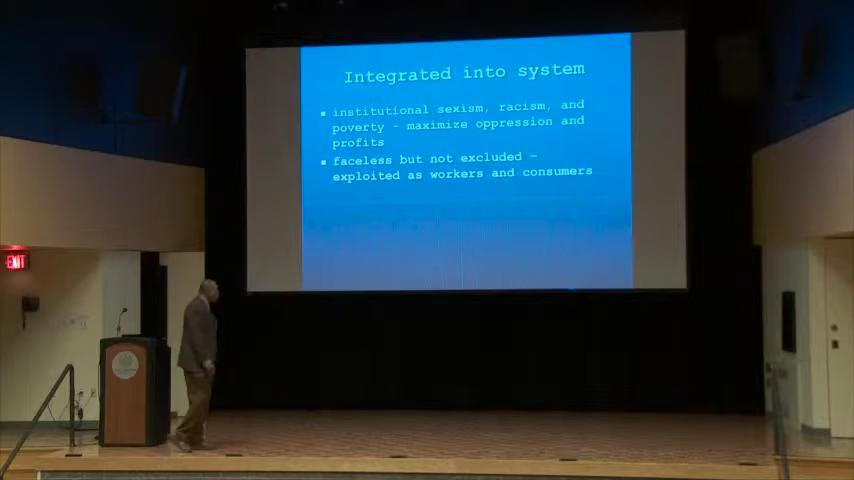 Integrated into system
▪ institutional sexism, racism, and
poverty - maximize oppression and
profits
▪ faceless but not excluded -
exploited as workers and consumers
EXIT